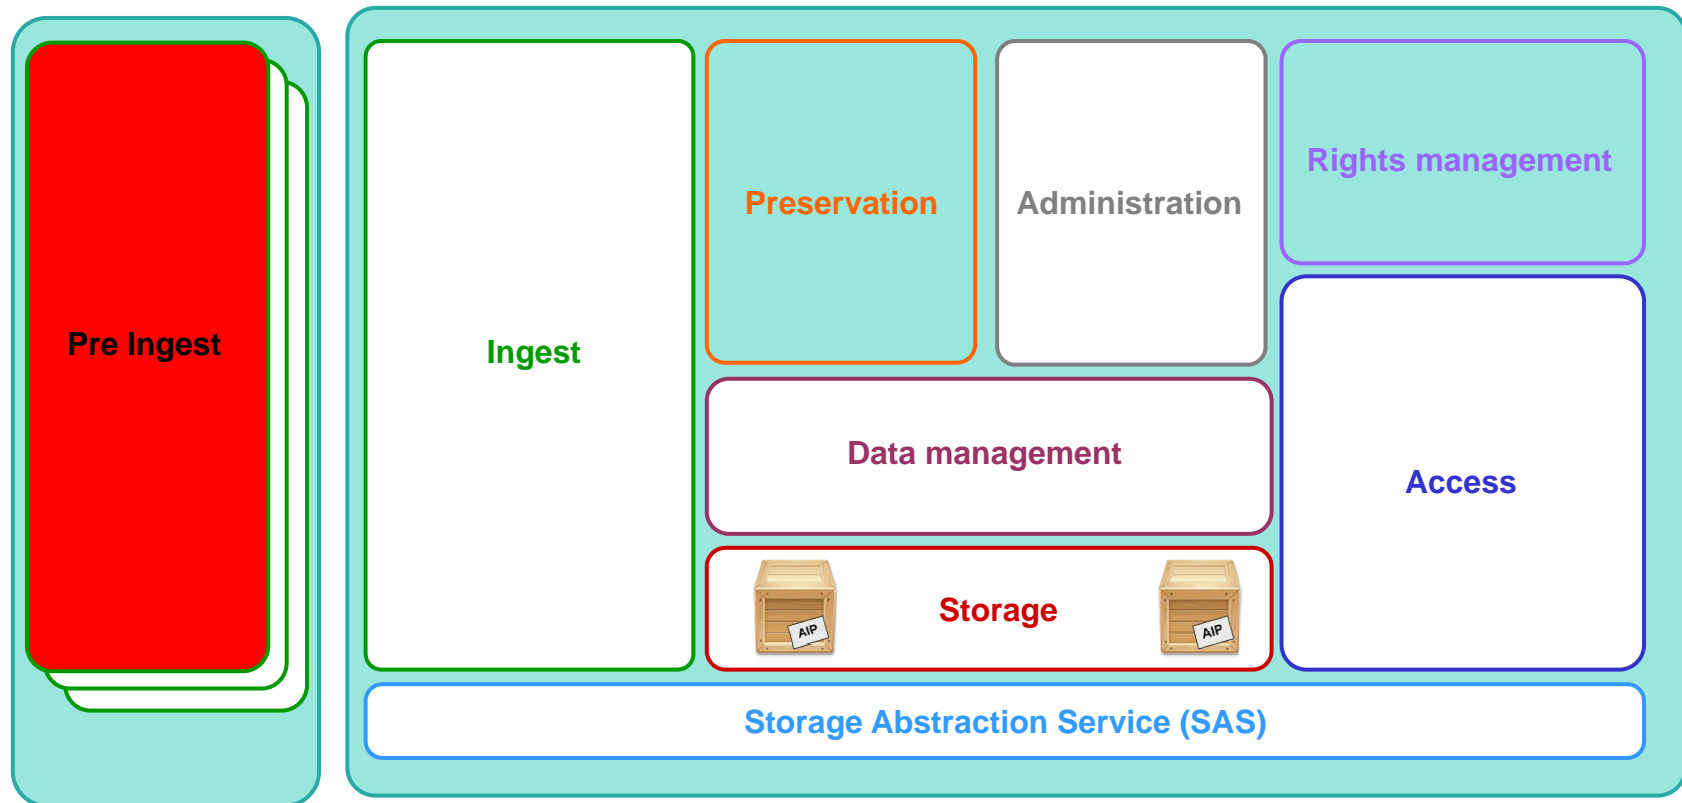 Pre Ingest
Ingest
Preservation
Administration
Rights management
Data management
Access
Storage
AIP
AIP
Storage Abstraction Service (SAS)